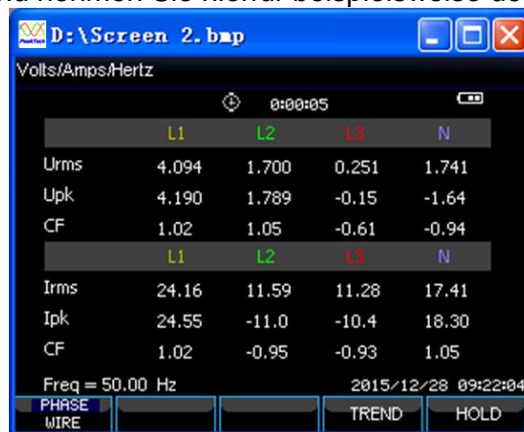 D:\Screen 2.bmp
Volts/Amps/Hertz
0:00:05
L1 L2 L3 N
Urms 4.094 1.700 0.251 1.741
Upk 4.190 1.789 -0.15 -1.64
CF 1.02 1.05 -0.61 -0.94
L1 L2 L3 N
Irms 24.16 11.59 11.28 17.41
Ipk 24.55 -11.0 -10.4 18.30
CF 1.02 -0.95 -0.93 1.05
Freq = 50.00 Hz 2015/12/28 09:22:04
PHASE WIRE TREND HOLD